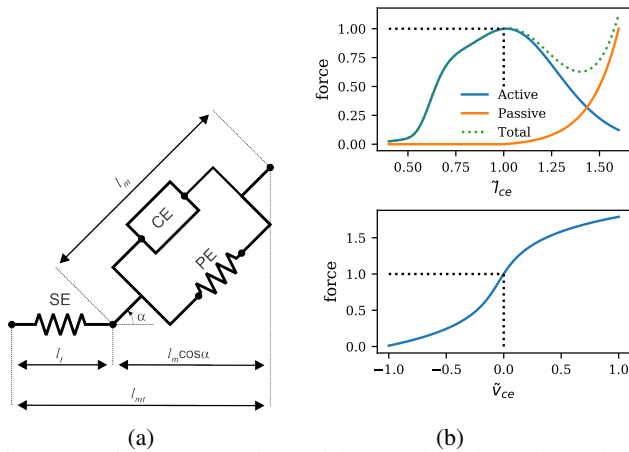 l_m
CE
PE
SE
α
l_t
l_m cosα
l_mt
(a)
force
1.00
0.75
0.50
0.25
0.00
Active
Passive
Total
0.50
0.75
1.00
1.25
1.50
l̃_ce
force
1.5
1.0
0.5
0.0
−1.0
−0.5
0.0
0.5
1.0
ṽ_ce
(b)